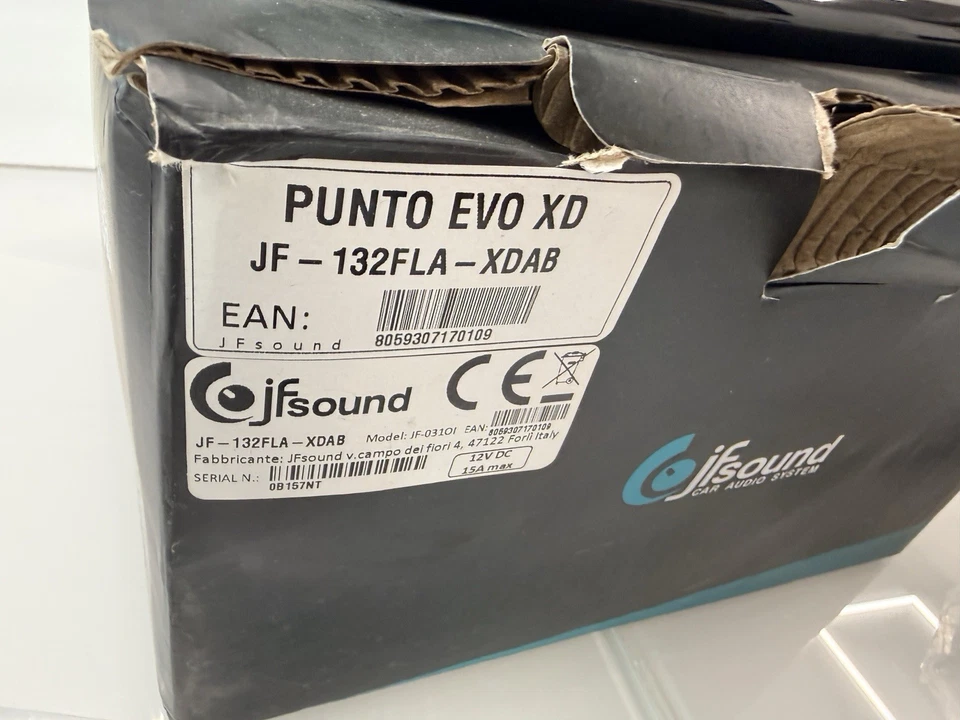 PUNTO EVO XD
JF-132FLA-XDAB
EAN:
JFsound
8059307170109
jfsound
CE
JF-132FLA-XDAB Model: JF-031OI EAN:
8059307170109
Fabbricante: JFsound v.campo dei fiori 4, 47122 Forlì Italy
SERIAL N.:
0B157NT
12V DC
15A max
jfsound
CAR AUDIO SYSTEM